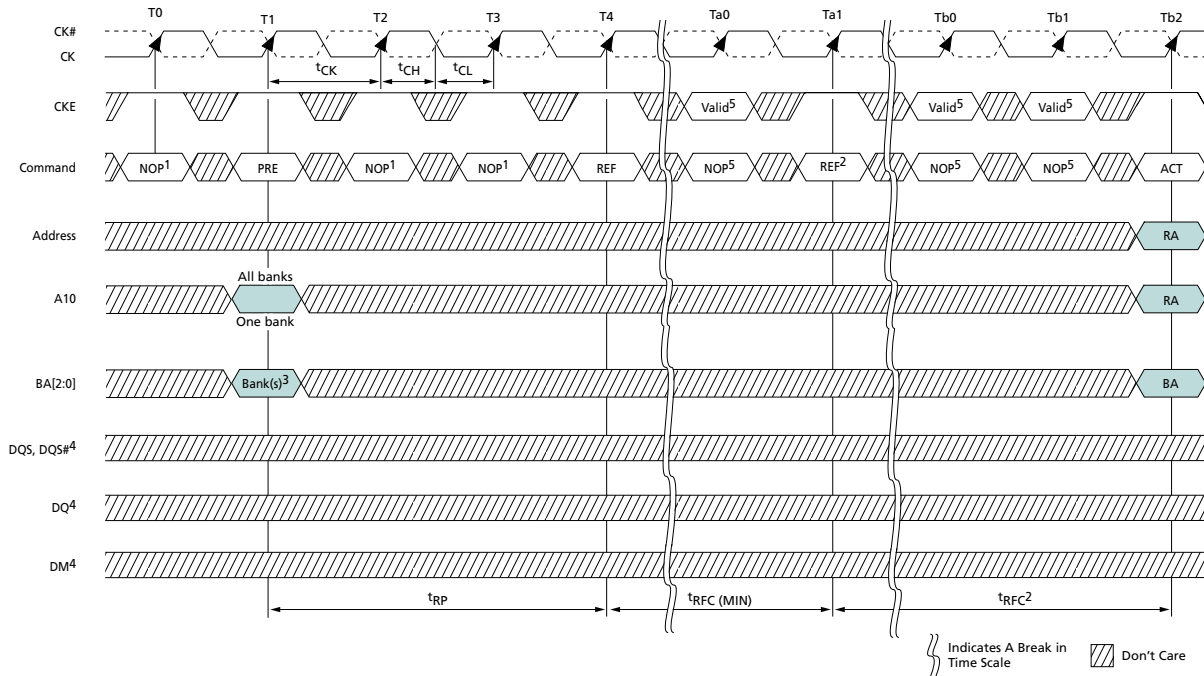 T0 T1 T2 T3 T4 Ta0 Ta1 Tb0 Tb1 Tb2
CK#
CK
tCK tCH tCL
CKE Valid5 Valid5 Valid5
Command NOP1 PRE NOP1 NOP1 REF NOP5 REF2 NOP5 NOP5 ACT
Address RA
All banks
A10 RA
One bank
BA[2:0] Bank(s)3 BA
DQS, DQS#4
DQ4
DM4
tRP tRFC (MIN) tRFC2
Indicates A Break in
Time Scale
Don't Care